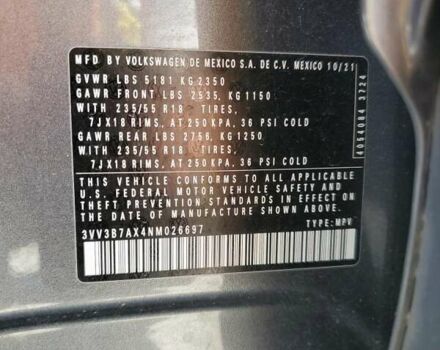 MFD BY VOLKSWAGEN DE MEXICO S.A. DE C.V. MEXICO 10/21
GVWR LBS 5181 KG 2350
GAWR FRONT LBS 2535, KG 1150
WITH 235/55 R18 TIRES,
7JX18 RIMS, AT 250 KPA, 36 PSI COLD
GAWR REAR LBS 2756, KG 1250
WITH 235/55 R18 TIRES,
7JX18 RIMS, AT 250 KPA, 36 PSI COLD
THIS VEHICLE CONFORMS TO ALL APPLICABLE
U.S. FEDERAL MOTOR VEHICLE SAFETY AND
THEFT PREVENTION STANDARDS IN EFFECT ON THE
DATE OF MANUFACTURE SHOWN ABOVE.
3VV3B7AX4NM026697 TYPE: MPV
4054084 3224